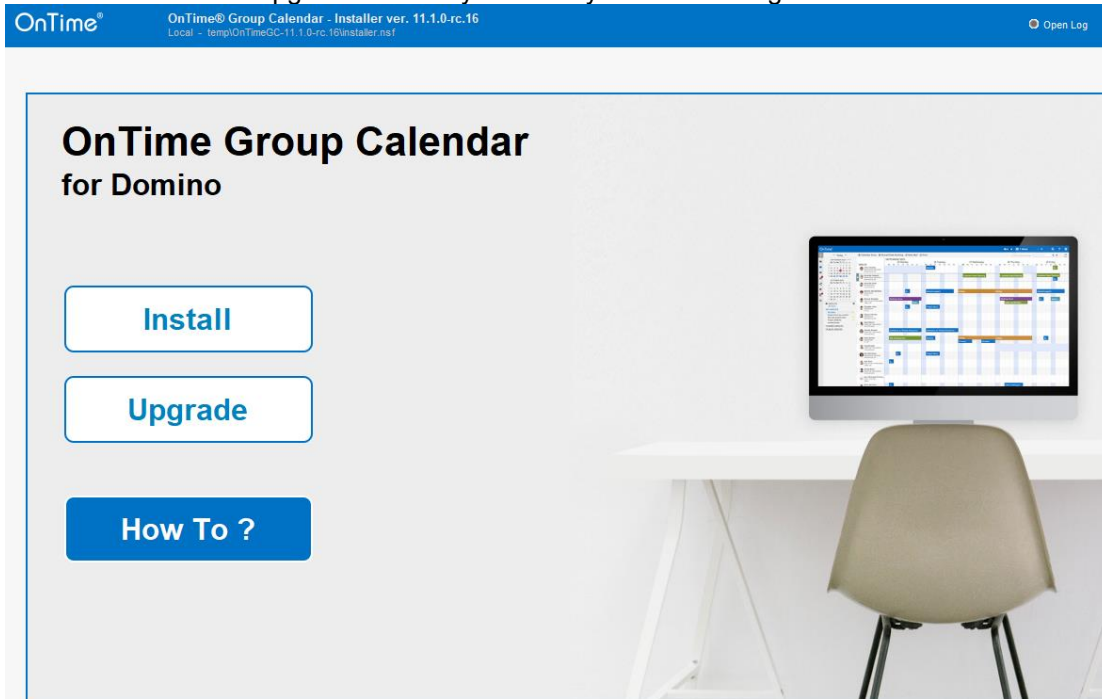 OnTime®
OnTime® Group Calendar - Installer ver. 11.1.0-rc.16
Local - temp\OnTimeGC-11.1.0-rc.16\installer.nsf
Open Log
OnTime Group Calendar
for Domino
Install
Upgrade
How To ?